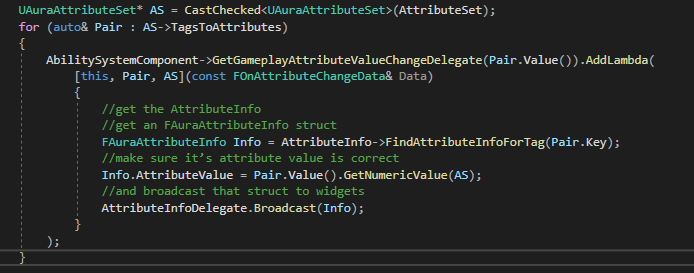 UAuraAttributeSet* AS = CastChecked<UAuraAttributeSet>(AttributeSet);
for (auto& Pair : AS->TagsToAttributes)
{
AbilitySystemComponent->GetGameplayAttributeValueChangeDelegate(Pair.Value()).AddLambda(
[this, Pair, AS](const FOnAttributeChangeData& Data)
{
//get the AttributeInfo
//get an FAuraAttributeInfo struct
FAuraAttributeInfo Info = AttributeInfo->FindAttributeInfoForTag(Pair.Key);
//make sure it’s attribute value is correct
Info.AttributeValue = Pair.Value().GetNumericValue(AS);
//and broadcast that struct to widgets
AttributeInfoDelegate.Broadcast(Info);
}
);
}